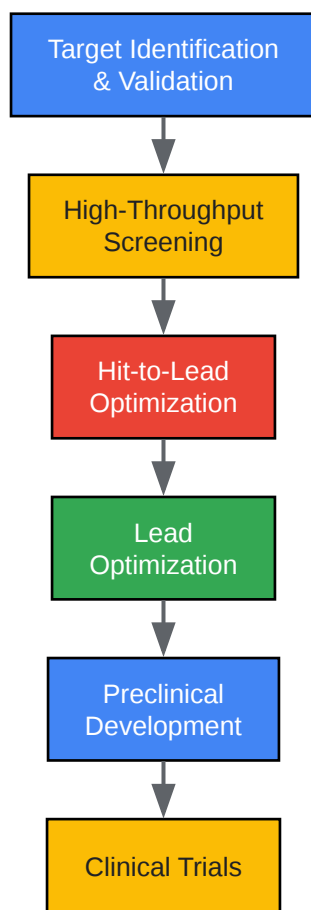 Target Identification
& Validation
High-Throughput
Screening
Hit-to-Lead
Optimization
Lead
Optimization
Preclinical
Development
Clinical Trials